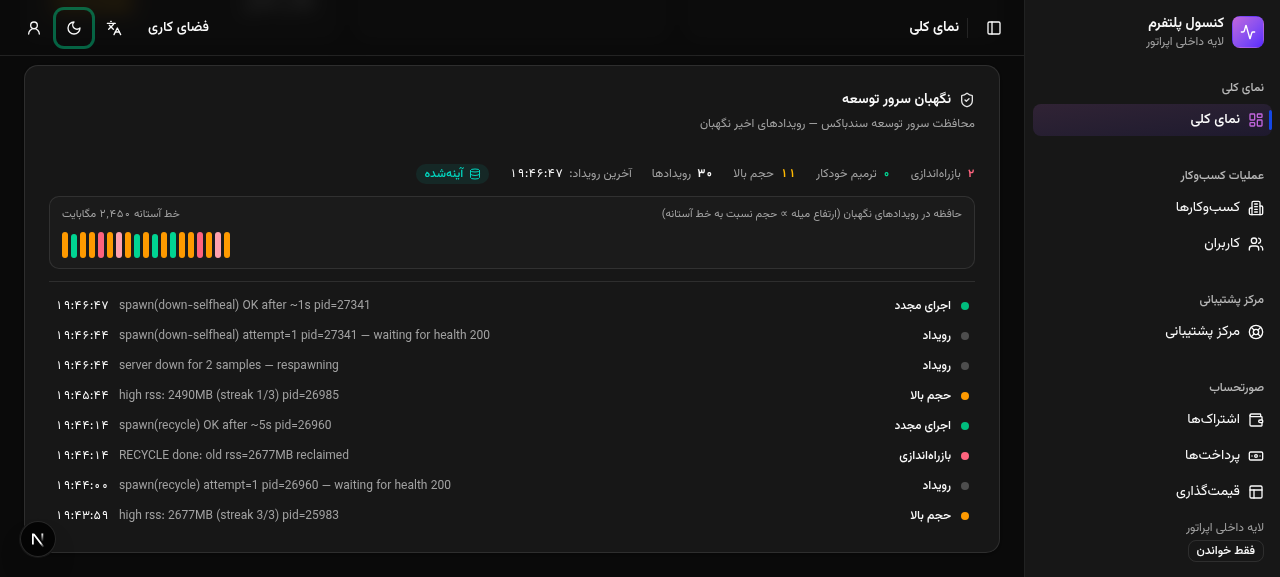 کنسول پلتفرم
لایه داخلی اپراتور
نمای کلی
نمای کلی
عملیات کسب‌وکار
کسب‌وکارها
کاربران
مرکز پشتیبانی
مرکز پشتیبانی
صورتحساب
اشتراک‌ها
پرداخت‌ها
قیمت‌گذاری
لایه داخلی اپراتور
فقط خواندن
نمای کلی
فضای کاری
نگهبان سرور توسعه
محافظت سرور توسعه سندباکس — رویدادهای اخیر نگهبان
۲ بازراه‌اندازی ۰ ترمیم خودکار ۱۱ حجم بالا ۳۰ رویدادها آخرین رویداد: ۱۹:۴۶:۴۷ آینه‌شده
حافظه در رویدادهای نگهبان (ارتفاع میله ∝ حجم نسبت به خط آستانه) خط آستانه ۲,۴۵۰ مگابایت
اجرای مجدد spawn(down-selfheal) OK after ~1s pid=27341 ۱۹:۴۶:۴۷
رویداد spawn(down-selfheal) attempt=1 pid=27341 — waiting for health 200 ۱۹:۴۶:۴۴
رویداد server down for 2 samples — respawning ۱۹:۴۶:۴۴
حجم بالا high rss: 2490MB (streak 1/3) pid=26985 ۱۹:۴۵:۴۴
اجرای مجدد spawn(recycle) OK after ~5s pid=26960 ۱۹:۴۴:۱۴
بازراه‌اندازی RECYCLE done: old rss=2677MB reclaimed ۱۹:۴۴:۱۴
رویداد spawn(recycle) attempt=1 pid=26960 — waiting for health 200 ۱۹:۴۴:۰۰
حجم بالا high rss: 2677MB (streak 3/3) pid=25983 ۱۹:۴۳:۵۹
N